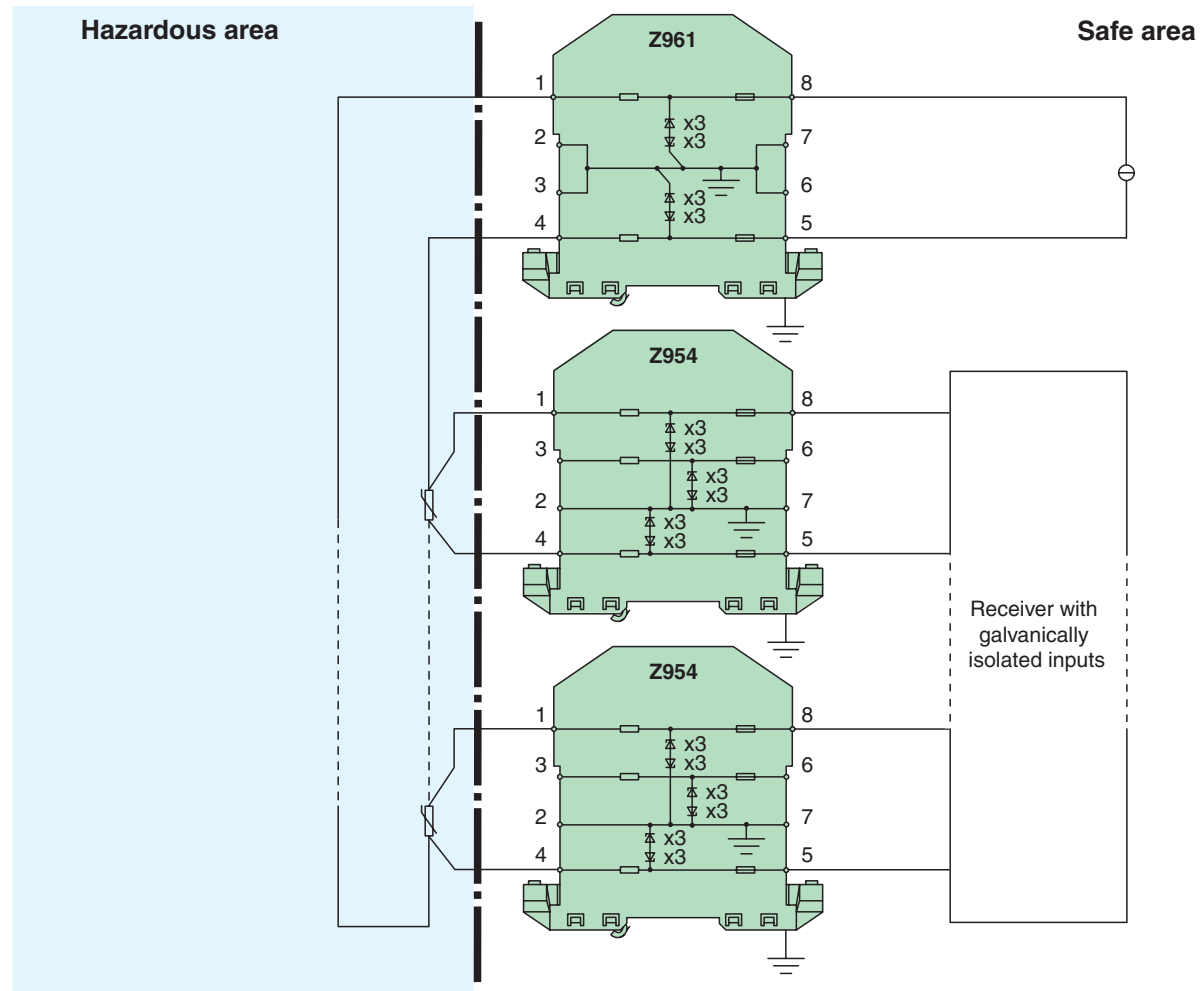 Hazardous area
Safe area
Z961
1
8
x3
x3
2
7
3
6
x3
x3
4
5
Z954
1
8
x3
x3
3
6
x3
x3
2
7
x3
x3
4
5
Receiver with
galvanically
isolated inputs
Z954
1
8
x3
x3
3
6
x3
x3
2
7
x3
x3
4
5